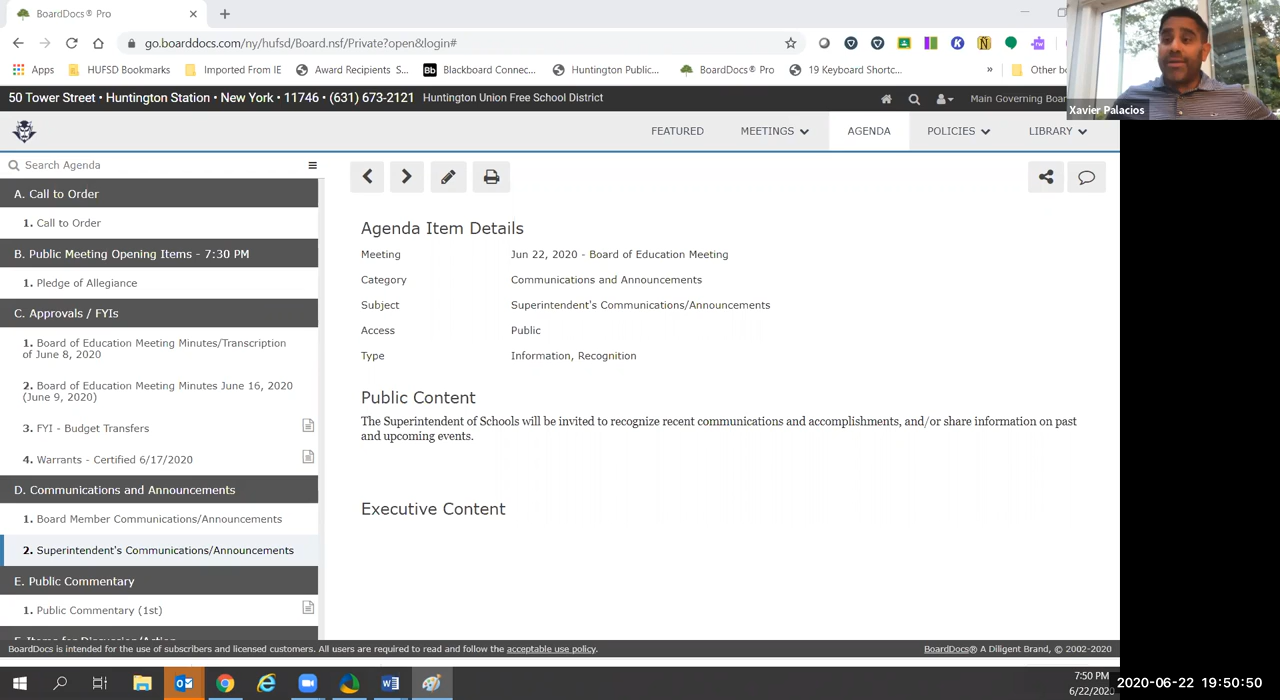 BoardDocs® Pro
go.boarddocs.com/ny/hufsd/Board.nsf/Private?open&login#
Apps HUFSD Bookmarks Imported From IE Award Recipients S... Blackboard Connec... Huntington Public... BoardDocs® Pro 19 Keyboard Shortc... » Other b
Xavier Palacios
50 Tower Street • Huntington Station • New York • 11746 • (631) 673-2121 Huntington Union Free School District Main Governing Boar
FEATURED MEETINGS AGENDA POLICIES LIBRARY
Search Agenda
A. Call to Order
1. Call to Order
B. Public Meeting Opening Items - 7:30 PM
1. Pledge of Allegiance
C. Approvals / FYIs
1. Board of Education Meeting Minutes/Transcription
of June 8, 2020
2. Board of Education Meeting Minutes June 16, 2020
(June 9, 2020)
3. FYI - Budget Transfers
4. Warrants - Certified 6/17/2020
D. Communications and Announcements
1. Board Member Communications/Announcements
2. Superintendent's Communications/Announcements
E. Public Commentary
1. Public Commentary (1st)
F. Items for Discussion/Action
Agenda Item Details
Meeting Jun 22, 2020 - Board of Education Meeting
Category Communications and Announcements
Subject Superintendent's Communications/Announcements
Access Public
Type Information, Recognition
Public Content
The Superintendent of Schools will be invited to recognize recent communications and accomplishments, and/or share information on past
and upcoming events.
Executive Content
BoardDocs is intended for the use of subscribers and licensed customers. All users are required to read and follow the acceptable use policy.
BoardDocs® A Diligent Brand, © 2002-2020
7:50 PM
6/22/2020
2020-06-22 19:50:50